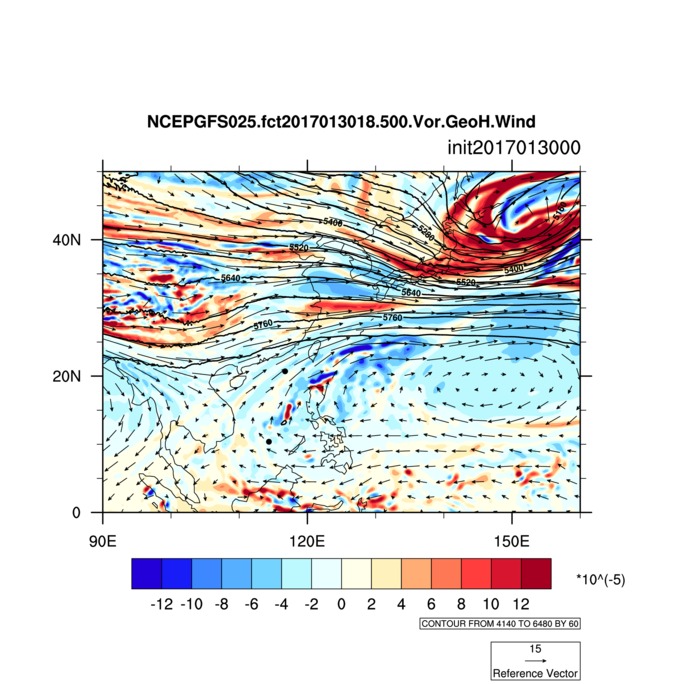 NCEPGFS025.fct2017013018.500.Vor.GeoH.Wind
init2017013000
5400
5280
5160
40N
5520
5400
5640
5520
5640
5760
5760
20N
0
90E 120E 150E
-12 -10 -8 -6 -4 -2 0 2 4 6 8 10 12
*10^(-5)
CONTOUR FROM 4140 TO 6480 BY 60
15
Reference Vector